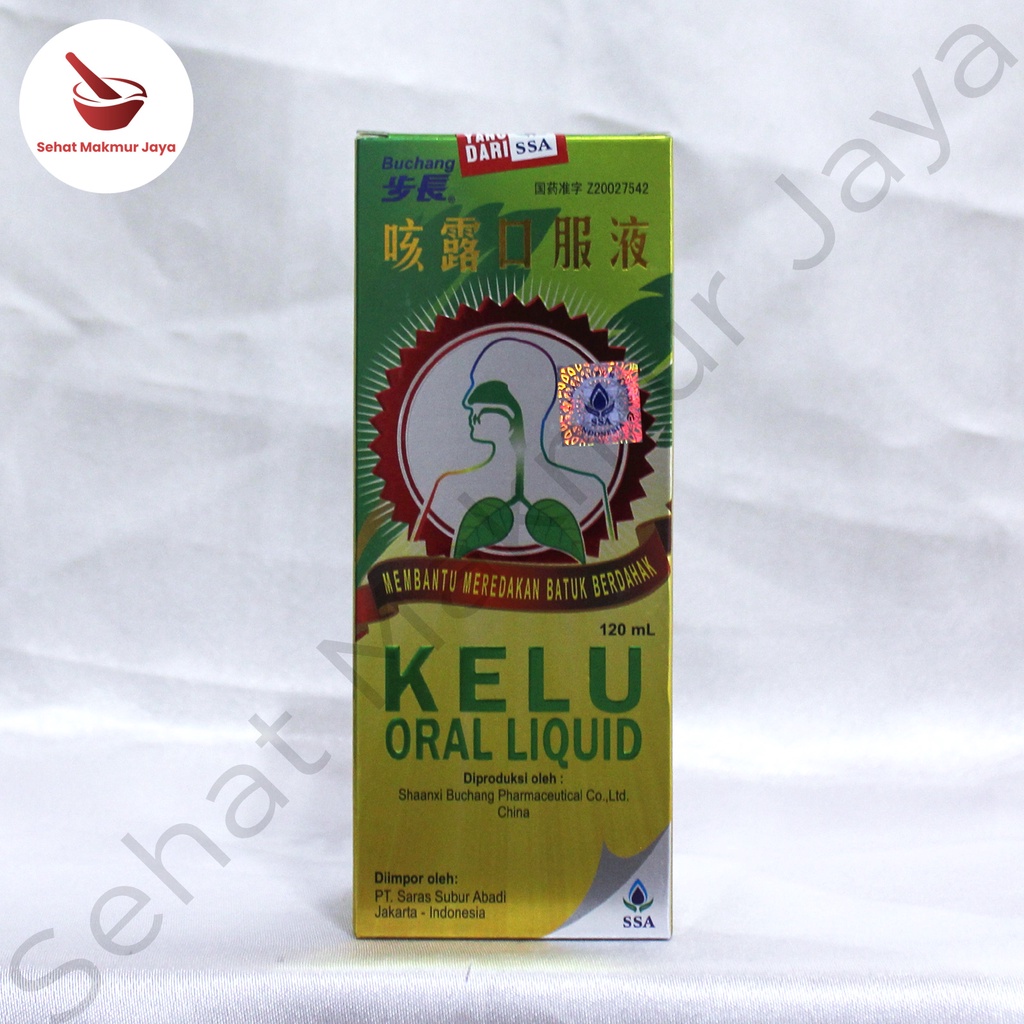 Sehat Makmur Jaya
DARI SSA
Buchang
步長®
国药准字 Z20027542
咳露口服液
SSA
INDONESIA
MEMBANTU MEREDAKAN BATUK BERDAHAK
120 mL
KELU
ORAL LIQUID
Diproduksi oleh :
Shaanxi Buchang Pharmaceutical Co.,Ltd.
China
Diimpor oleh:
PT. Saras Subur Abadi
Jakarta - Indonesia
SSA
Sehat Makmur Jaya